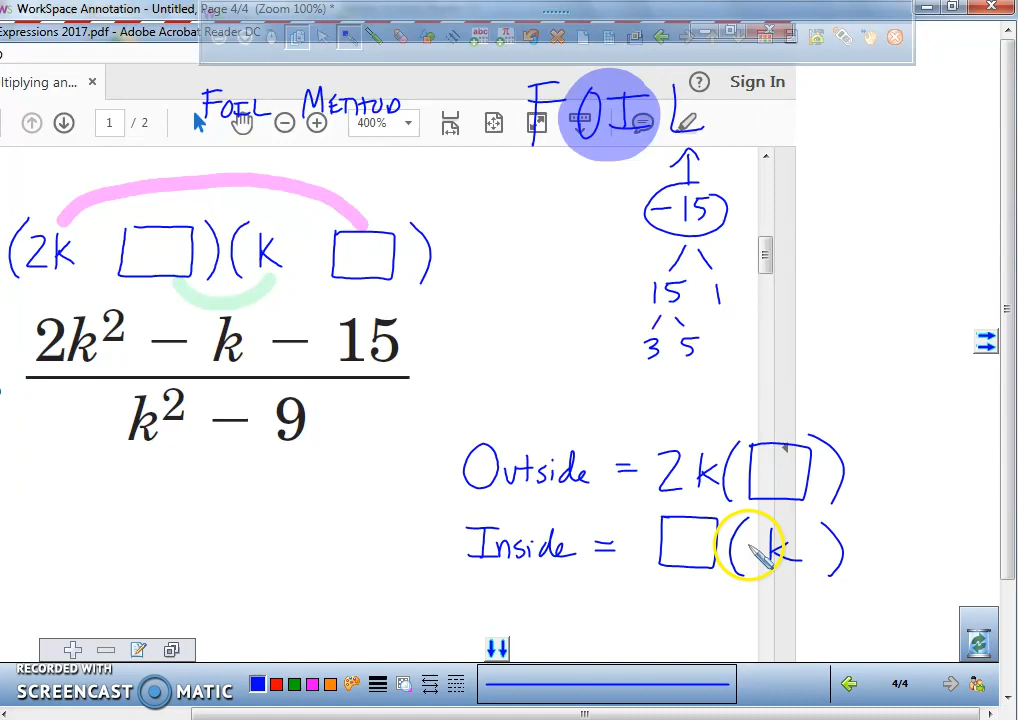 WorkSpace Annotation - Untitled, Page 4/4 (Zoom 100%) *
Expressions 2017.pdf - Adobe Acrobat Reader DC
ltiplying an... ×
? Sign In
1 / 2
400%
FOIL METHOD
F O I L
-15
15 1
3 5
(2k □)(k □)
2k² − k − 15
k² − 9
Outside = 2k(□)
Inside = □(k)
RECORDED WITH
SCREENCAST MATIC
4/4